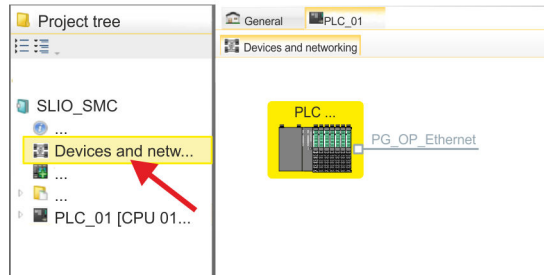 Project tree
SLIO_SMC
...
Devices and netw...
...
...
PLC_01 [CPU 01...
General
PLC_01
Devices and networking
PLC ...
PG_OP_Ethernet